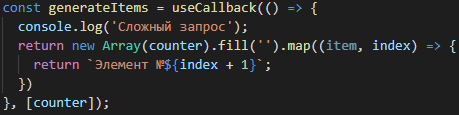 const generateItems = useCallback(() => {
  console.log('Сложный запрос');
  return new Array(counter).fill('').map((item, index) => {
    return `Элемент №${index + 1}`;
  })
}, [counter]);